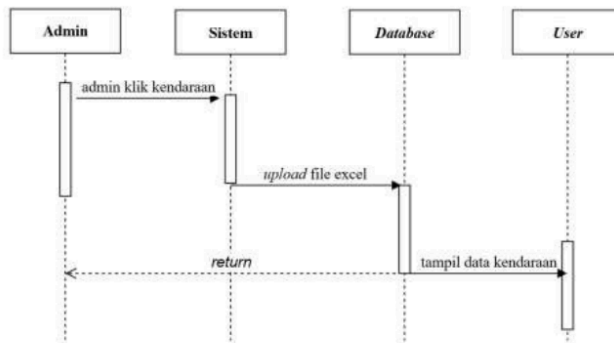 Admin
Sistem
Database
User
admin klik kendaraan
upload file excel
return
tampil data kendaraan